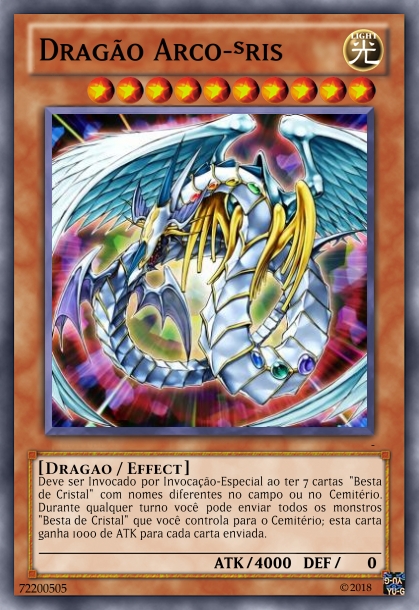 Dragão Arco-sris
LIGHT
光
[Dragao / Effect]
Deve ser Invocado por Invocação-Especial ao ter 7 cartas "Besta
de Cristal" com nomes diferentes no campo ou no Cemitério.
Durante qualquer turno você pode enviar todos os monstros
"Besta de Cristal" que você controla para o Cemitério; esta carta
ganha 1000 de ATK para cada carta enviada.
ATK/4000 DEF/ 0
72200505
©2018